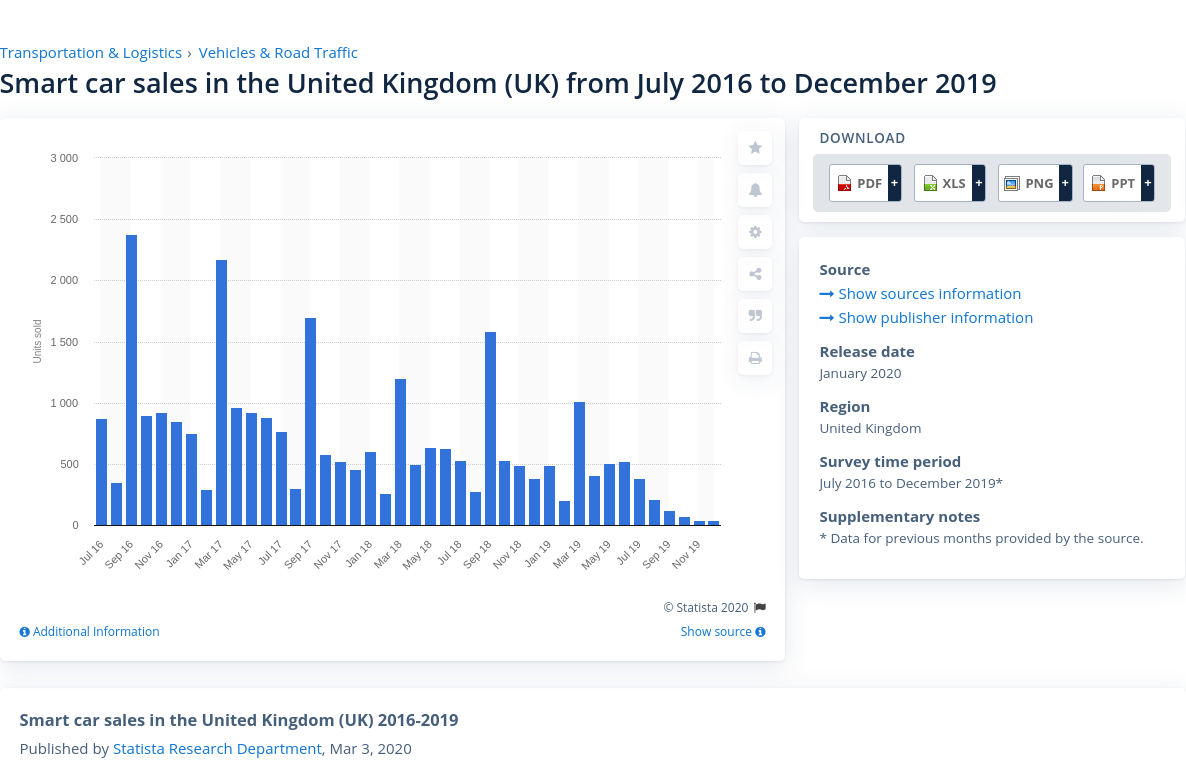 Transportation & Logistics › Vehicles & Road Traffic
Smart car sales in the United Kingdom (UK) from July 2016 to December 2019
3 000
2 500
2 000
1 500
1 000
500
0
Units sold
Jul 16
Sep 16
Nov 16
Jan 17
Mar 17
May 17
Jul 17
Sep 17
Nov 17
Jan 18
Mar 18
May 18
Jul 18
Sep 18
Nov 18
Jan 19
Mar 19
May 19
Jul 19
Sep 19
Nov 19
© Statista 2020
Additional Information
Show source
DOWNLOAD
PDF + XLS + PNG + PPT +
Source
Show sources information
Show publisher information
Release date
January 2020
Region
United Kingdom
Survey time period
July 2016 to December 2019*
Supplementary notes
* Data for previous months provided by the source.
Smart car sales in the United Kingdom (UK) 2016-2019
Published by Statista Research Department, Mar 3, 2020